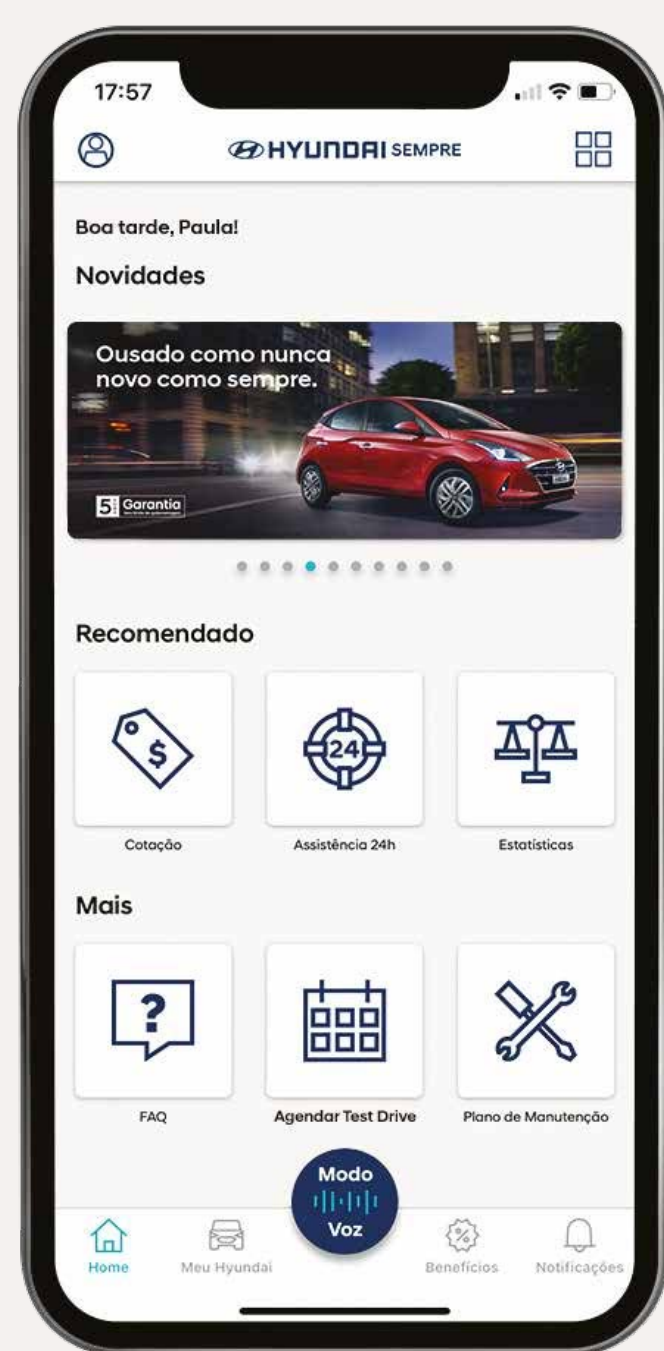 17:57
HYUNDAI SEMPRE
Boa tarde, Paula!
Novidades
Ousado como nunca
novo como sempre.
5 Garantia
Recomendado
$
24
Cotação
Assistência 24h
Estatísticas
Mais
?
FAQ
Agendar Test Drive
Plano de Manutenção
Modo
Voz
%
Home
Meu Hyundai
Benefícios
Notificações